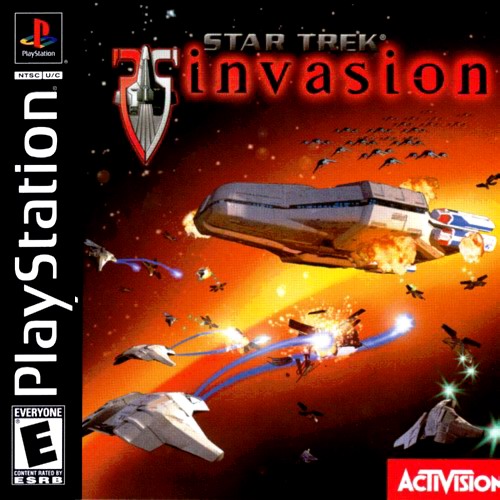 PlayStation
NTSC U/C
PlayStation
EVERYONE
E
CONTENT RATED BY
ESRB
STAR TREK®
invasion
ACTIVISION